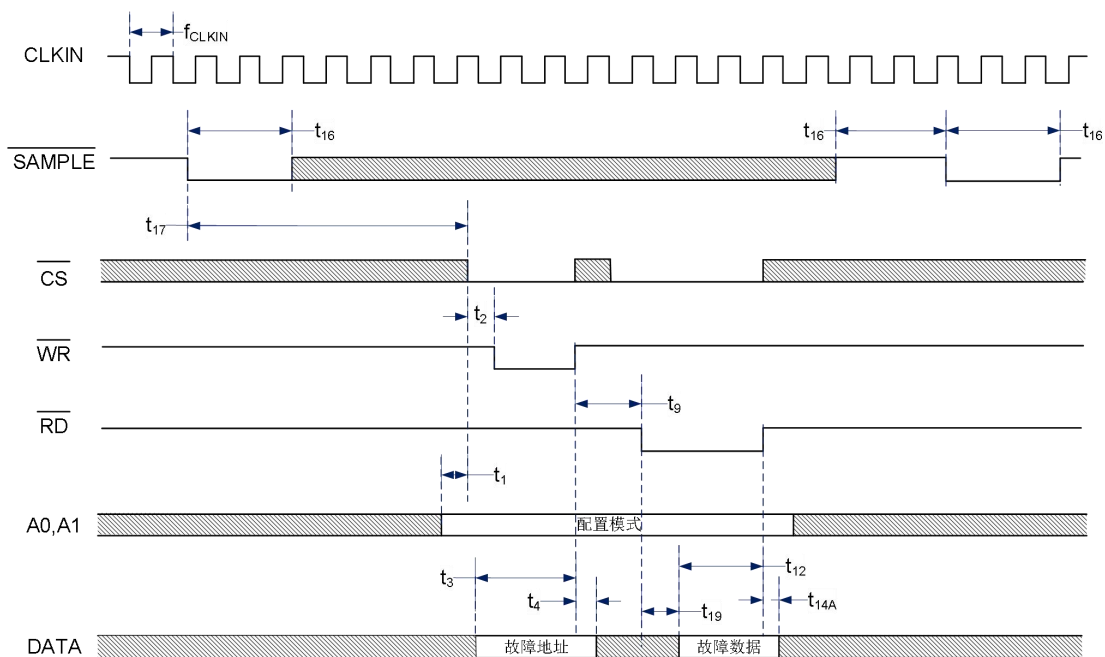 f_CLKIN
CLKIN
t16 t16 t16
SAMPLE
t17
CS
t2
WR
t9
RD
t1
A0,A1 配置模式
t3 t12
t4 t19 t14A
DATA 故障地址 故障数据